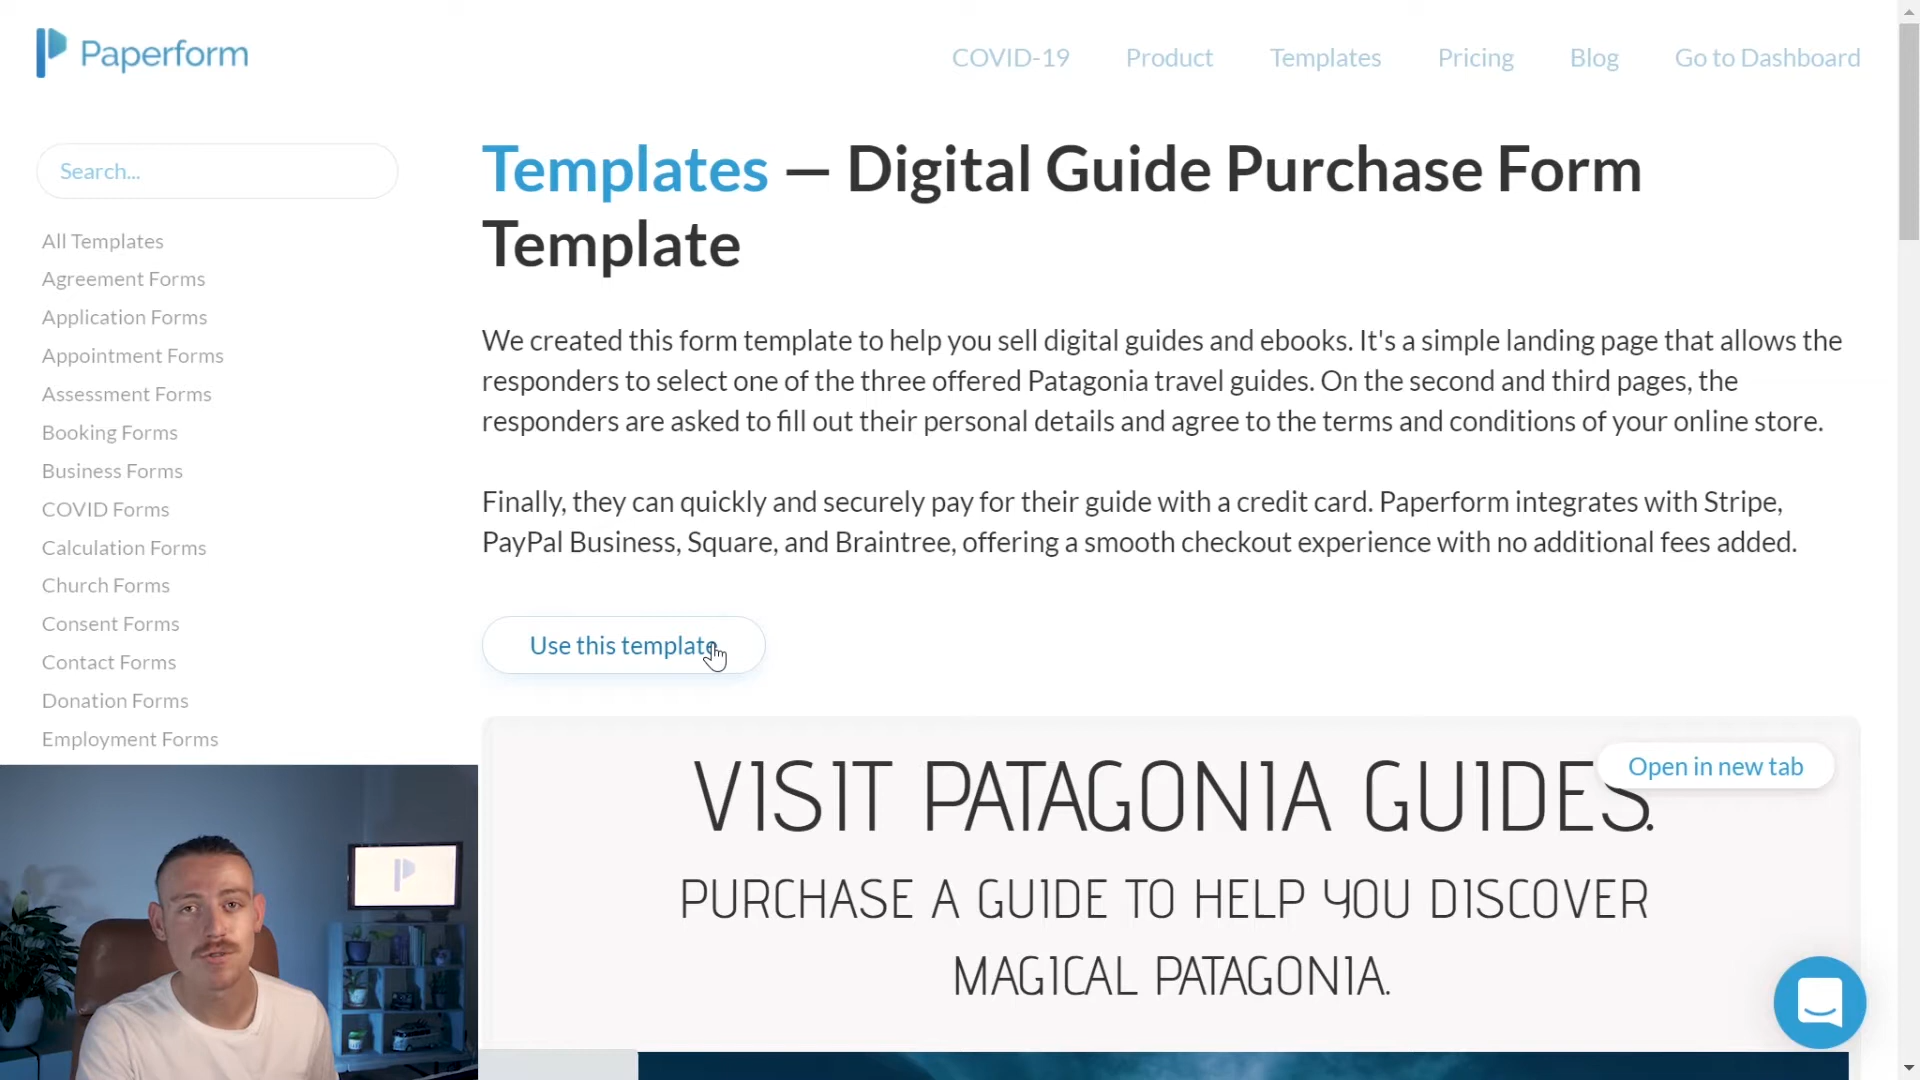 Paperform
COVID-19
Product
Templates
Pricing
Blog
Go to Dashboard
Search...
All Templates
Agreement Forms
Application Forms
Appointment Forms
Assessment Forms
Booking Forms
Business Forms
COVID Forms
Calculation Forms
Church Forms
Consent Forms
Contact Forms
Donation Forms
Employment Forms
Templates — Digital Guide Purchase Form
Template
We created this form template to help you sell digital guides and ebooks. It's a simple landing page that allows the
responders to select one of the three offered Patagonia travel guides. On the second and third pages, the
responders are asked to fill out their personal details and agree to the terms and conditions of your online store.
Finally, they can quickly and securely pay for their guide with a credit card. Paperform integrates with Stripe,
PayPal Business, Square, and Braintree, offering a smooth checkout experience with no additional fees added.
Use this template
Open in new tab
VISIT PATAGONIA GUIDES.
PURCHASE A GUIDE TO HELP YOU DISCOVER
MAGICAL PATAGONIA.